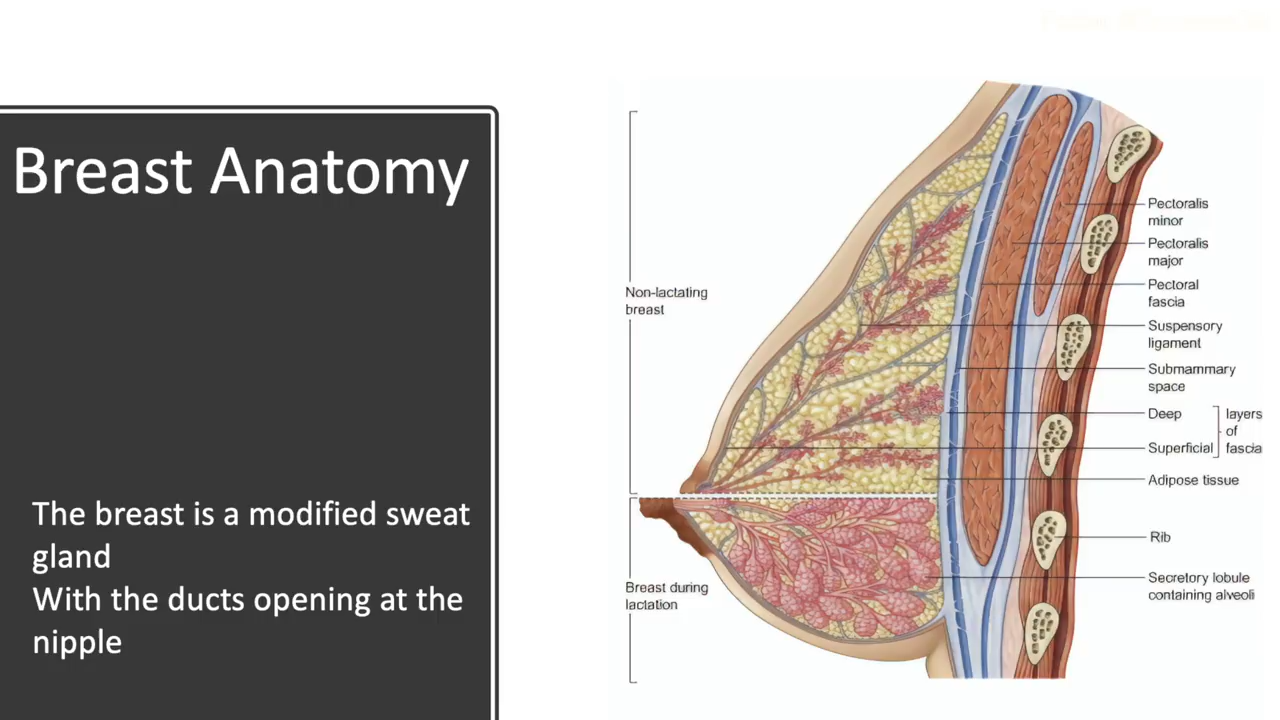 Breast Anatomy
The breast is a modified sweat
gland
With the ducts opening at the
nipple
Non-lactating
breast
Breast during
lactation
Pectoralis
minor
Pectoralis
major
Pectoral
fascia
Suspensory
ligament
Submammary
space
Deep
Superficial
layers
of
fascia
Adipose tissue
Rib
Secretory lobule
containing alveoli